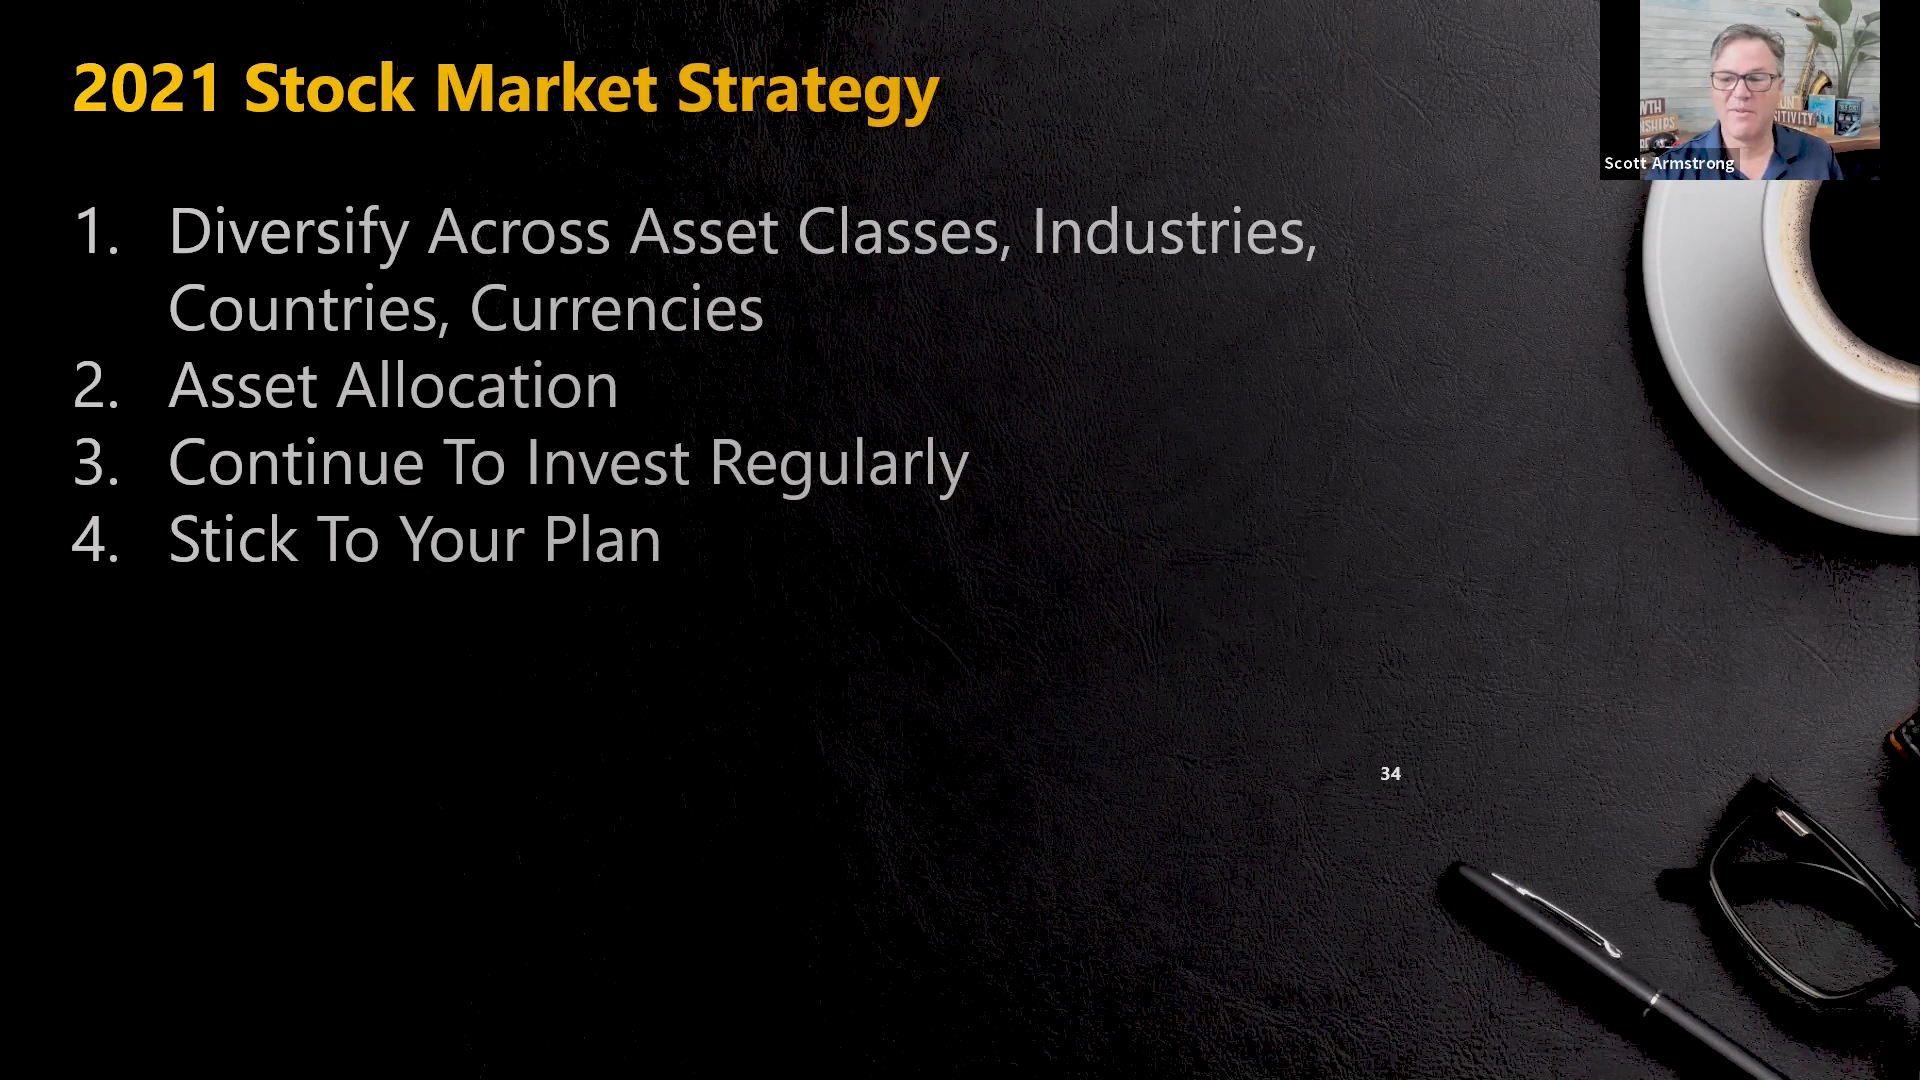 2021 Stock Market Strategy
1. Diversify Across Asset Classes, Industries,
Countries, Currencies
2. Asset Allocation
3. Continue To Invest Regularly
4. Stick To Your Plan
Scott Armstrong
34